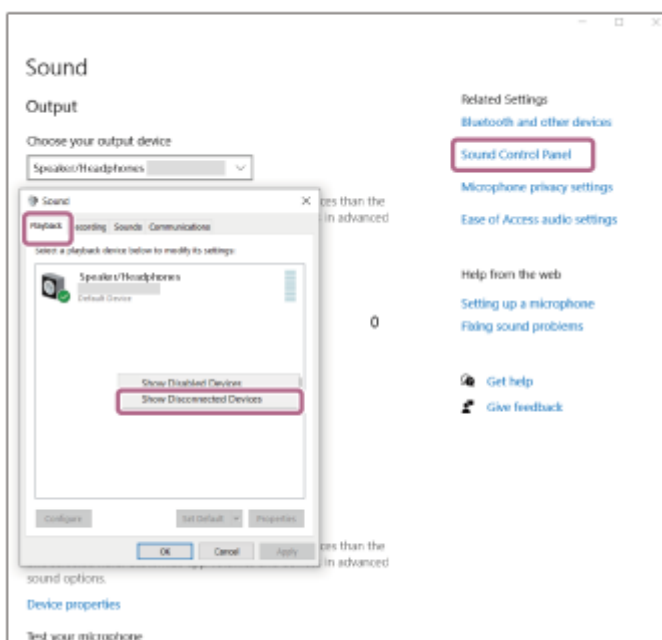 Sound
Output
Choose your output device
Speaker/Headphones
Sound
Playback
Recording
Sounds
Communications
Select a playback device below to modify its settings:
Speaker/Headphones
Default Device
Show Disabled Devices
Show Disconnected Devices
Configure
Set Default
Properties
OK
Cancel
Apply
ces than the
in advanced
0
ces than the
in advanced
sound options.
Device properties
Test your microphone
Related Settings
Bluetooth and other devices
Sound Control Panel
Microphone privacy settings
Ease of Access audio settings
Help from the web
Setting up a microphone
Fixing sound problems
Get help
Give feedback